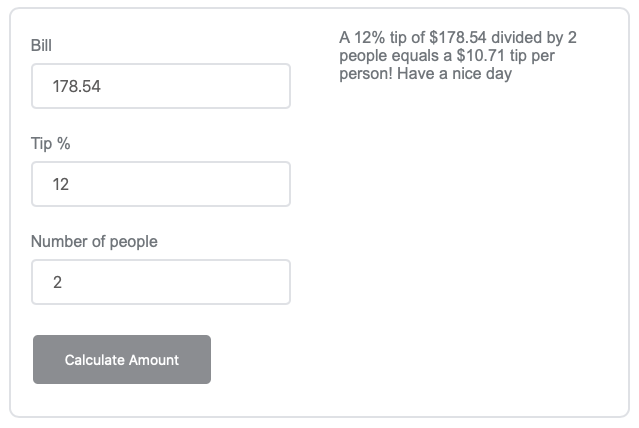 Bill
178.54
Tip %
12
Number of people
2
Calculate Amount
A 12% tip of $178.54 divided by 2
people equals a $10.71 tip per
person! Have a nice day